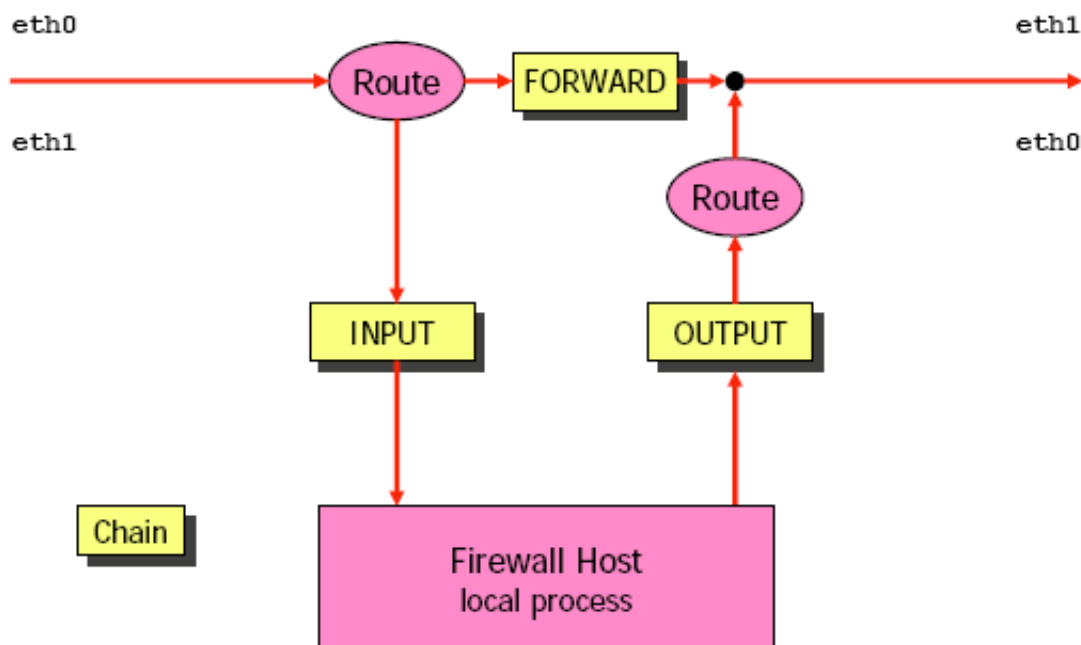 eth0
eth1
Route
FORWARD
eth1
eth0
Route
INPUT
OUTPUT
Chain
Firewall Host
local process